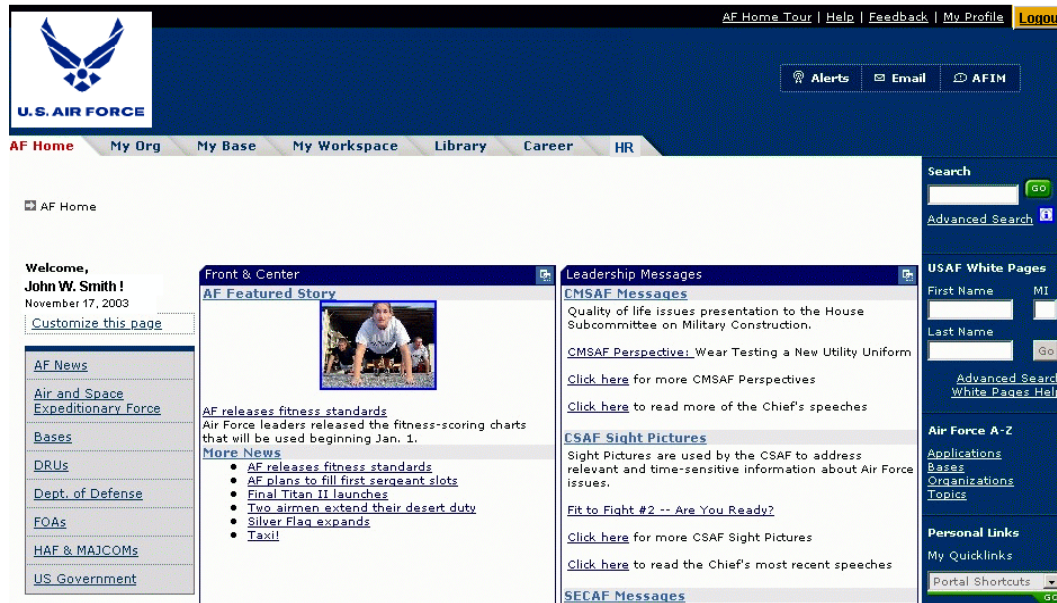 AF Home Tour | Help | Feedback | My Profile
Logou
U.S. AIR FORCE
Alerts
Email
AFIM
AF Home
My Org
My Base
My Workspace
Library
Career
HR
AF Home
Welcome,
John W. Smith !
November 17, 2003
Customize this page
AF News
Air and Space
Expeditionary Force
Bases
DRUs
Dept. of Defense
FOAs
HAF & MAJCOMs
US Government
Front & Center
AF Featured Story
AF releases fitness standards
Air Force leaders released the fitness-scoring charts
that will be used beginning Jan. 1.
More News
AF releases fitness standards
AF plans to fill first sergeant slots
Final Titan II launches
Two airmen extend their desert duty
Silver Flag expands
Taxi!
Leadership Messages
CMSAF Messages
Quality of life issues presentation to the House
Subcommittee on Military Construction.
CMSAF Perspective: Wear Testing a New Utility Uniform
Click here for more CMSAF Perspectives
Click here to read more of the Chief's speeches
CSAF Sight Pictures
Sight Pictures are used by the CSAF to address
relevant and time-sensitive information about Air Force
issues.
Fit to Fight #2 -- Are You Ready?
Click here for more CSAF Sight Pictures
Click here to read the Chief's most recent speeches
SECAF Messages
Search
GO
Advanced Search
USAF White Pages
First Name
MI
Last Name
Go
Advanced Search
White Pages Help
Air Force A-Z
Applications
Bases
Organizations
Topics
Personal Links
My Quicklinks
Portal Shortcuts
GO